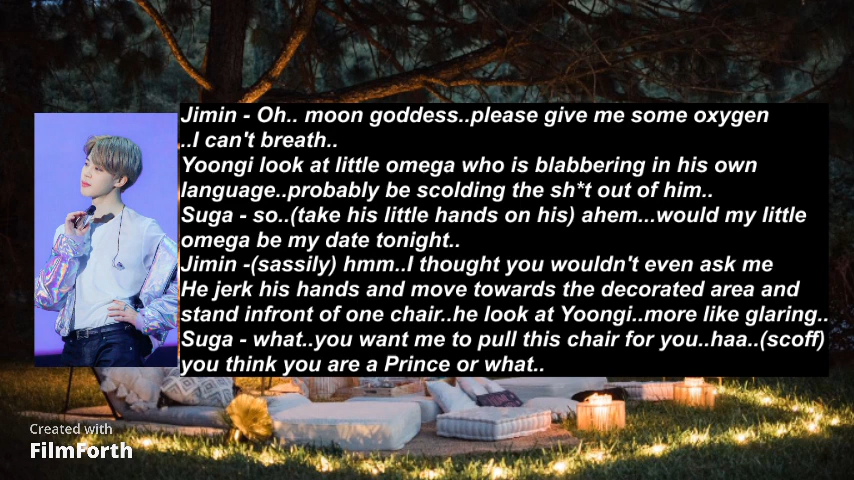 Jimin - Oh.. moon goddess..please give me some oxygen
..I can't breath..
Yoongi look at little omega who is blabbering in his own
language..probably be scolding the sh*t out of him..
Suga - so..(take his little hands on his) ahem...would my little
omega be my date tonight..
Jimin -(sassily) hmm..I thought you wouldn't even ask me
He jerk his hands and move towards the decorated area and
stand infront of one chair..he look at Yoongi..more like glaring..
Suga - what..you want me to pull this chair for you..haa..(scoff)
you think you are a Prince or what..
Created with
FilmForth